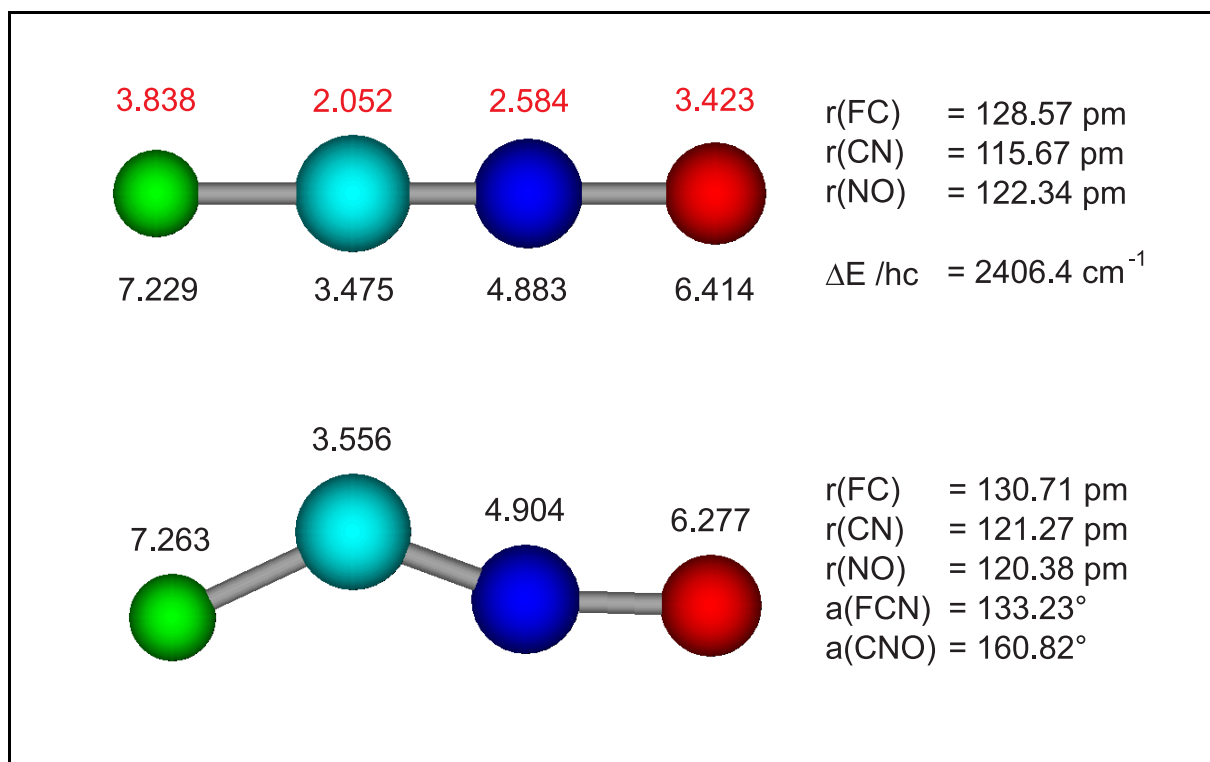 3.838 2.052 2.584 3.423
7.229 3.475 4.883 6.414
r(FC) = 128.57 pm
r(CN) = 115.67 pm
r(NO) = 122.34 pm
ΔE /hc = 2406.4 cm⁻¹
3.556
7.263 4.904 6.277
r(FC) = 130.71 pm
r(CN) = 121.27 pm
r(NO) = 120.38 pm
a(FCN) = 133.23°
a(CNO) = 160.82°